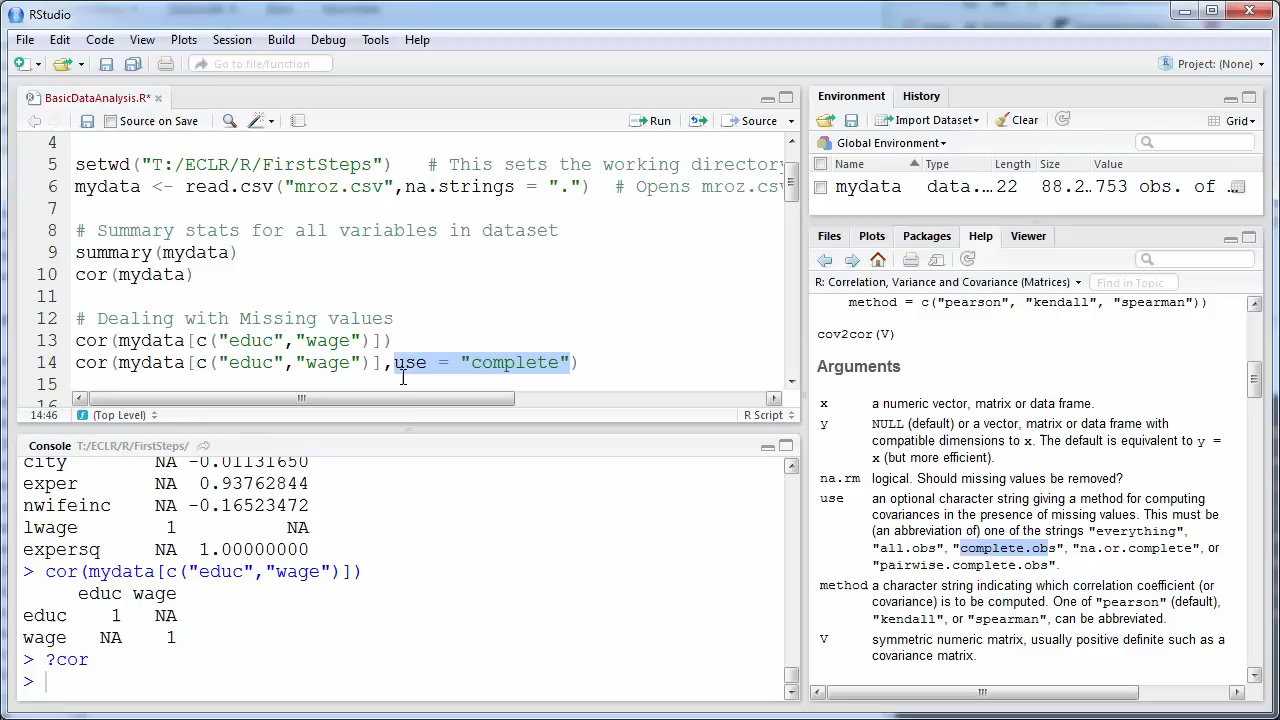 RStudio
File Edit Code View Plots Session Build Debug Tools Help
Go to file/function
Project: (None)
BasicDataAnalysis.R*
Source on Save
Run
Source
4
5 setwd("T:/ECLR/R/FirstSteps") # This sets the working directory
6 mydata <- read.csv("mroz.csv",na.strings = ".") # Opens mroz.csv
7
8 # Summary stats for all variables in dataset
9 summary(mydata)
10 cor(mydata)
11
12 # Dealing with Missing values
13 cor(mydata[c("educ","wage")])
14 cor(mydata[c("educ","wage")],use = "complete")
15
16
14:46 (Top Level) R Script
Console T:/ECLR/R/FirstSteps/
city NA -0.01131650
exper NA 0.93762844
nwifeinc NA -0.16523472
lwage 1 NA
expersq NA 1.00000000
> cor(mydata[c("educ","wage")])
educ wage
educ 1 NA
wage NA 1
> ?cor
>
Environment History
Import Dataset Clear Grid
Global Environment
Name Type Length Size Value
mydata data.... 22 88.2... 753 obs. of ...
Files Plots Packages Help Viewer
R: Correlation, Variance and Covariance (Matrices) Find in Topic
method = c("pearson", "kendall", "spearman"))
cov2cor(V)
Arguments
x a numeric vector, matrix or data frame.
y NULL (default) or a vector, matrix or data frame with
compatible dimensions to x. The default is equivalent to y =
x (but more efficient).
na.rm logical. Should missing values be removed?
use an optional character string giving a method for computing
covariances in the presence of missing values. This must be
(an abbreviation of) one of the strings "everything",
"all.obs", "complete.obs", "na.or.complete", or
"pairwise.complete.obs".
method a character string indicating which correlation coefficient (or
covariance) is to be computed. One of "pearson" (default),
"kendall", or "spearman", can be abbreviated.
V symmetric numeric matrix, usually positive definite such as a
covariance matrix.